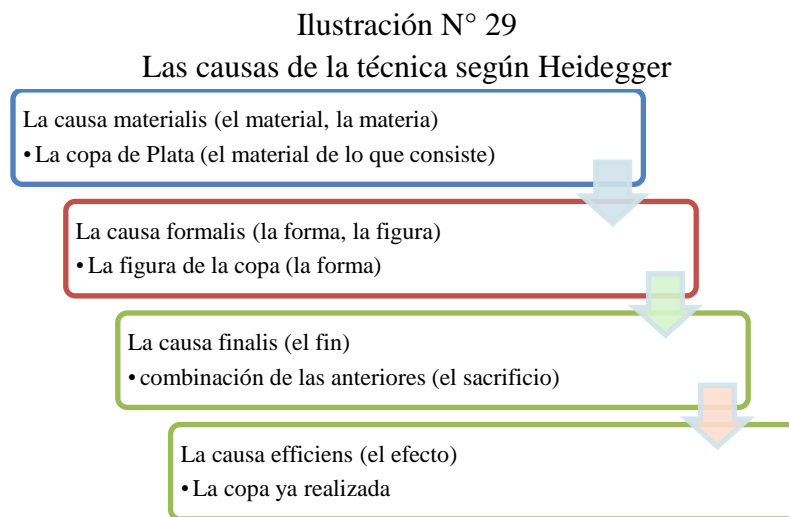 Ilustración N° 29
Las causas de la técnica según Heidegger
La causa materialis (el material, la materia)
• La copa de Plata (el material de lo que consiste)
La causa formalis (la forma, la figura)
• La figura de la copa (la forma)
La causa finalis (el fin)
• combinación de las anteriores (el sacrificio)
La causa efficiens (el efecto)
• La copa ya realizada